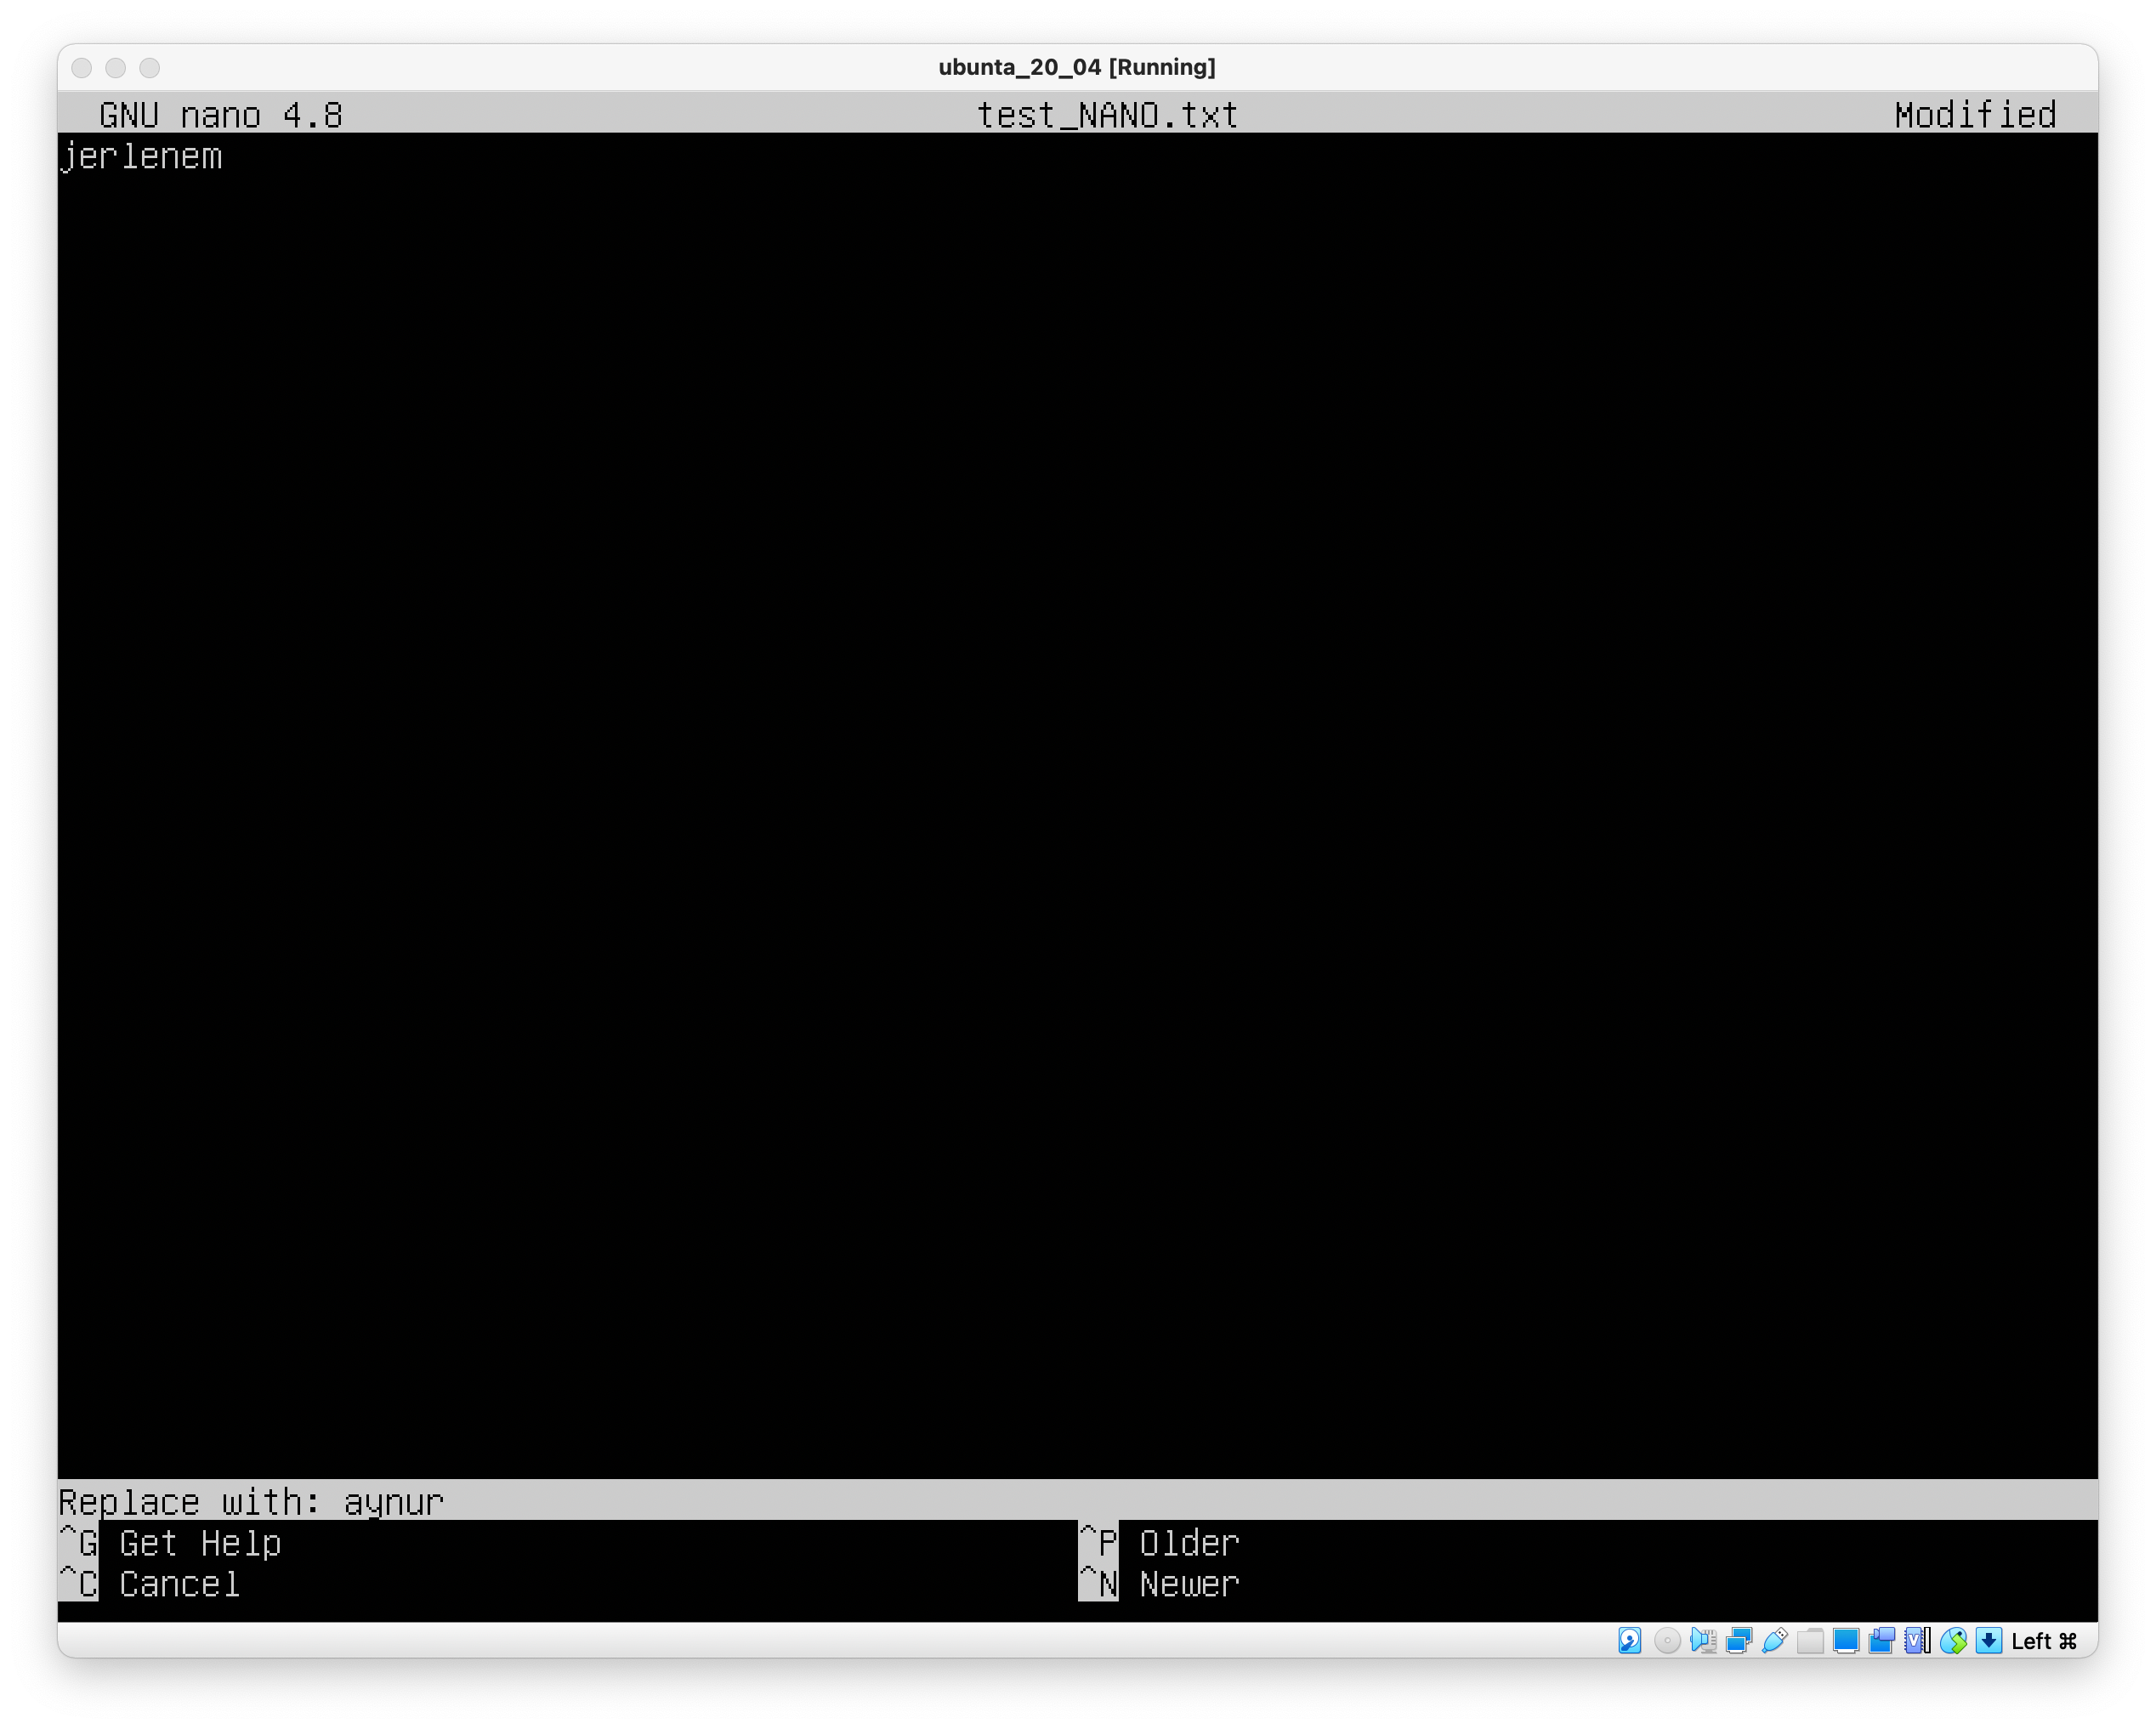 ubunta_20_04 [Running]
GNU nano 4.8 test_NANO.txt Modified
jerlenem
Replace with: aynur
^G Get Help ^P Older
^C Cancel ^N Newer
Left ⌘